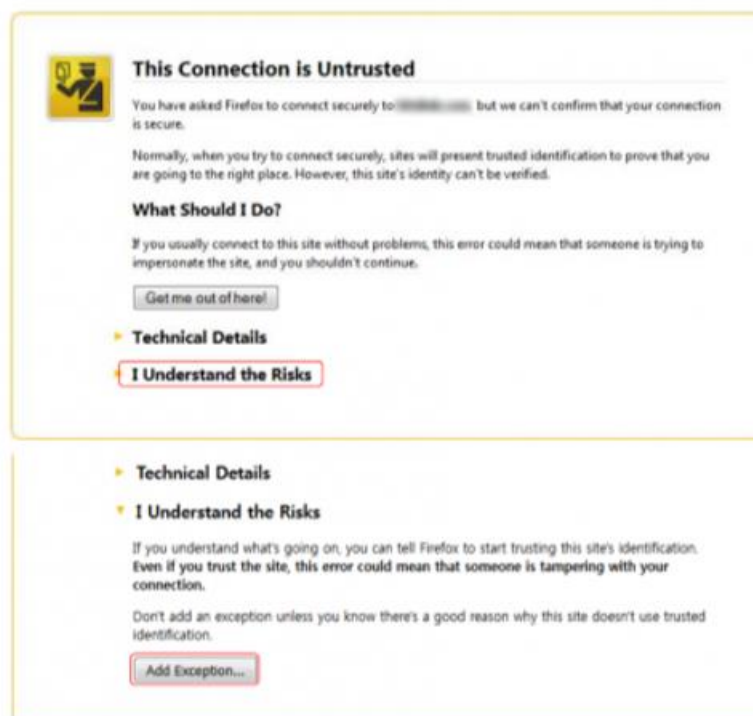 This Connection is Untrusted
You have asked Firefox to connect securely to but we can't confirm that your connection
is secure.
Normally, when you try to connect securely, sites will present trusted identification to prove that you
are going to the right place. However, this site's identity can't be verified.
What Should I Do?
If you usually connect to this site without problems, this error could mean that someone is trying to
impersonate the site, and you shouldn't continue.
Get me out of here!
Technical Details
I Understand the Risks
Technical Details
I Understand the Risks
If you understand what's going on, you can tell Firefox to start trusting this site's identification.
Even if you trust the site, this error could mean that someone is tampering with your
connection.
Don't add an exception unless you know there's a good reason why this site doesn't use trusted
identification.
Add Exception...